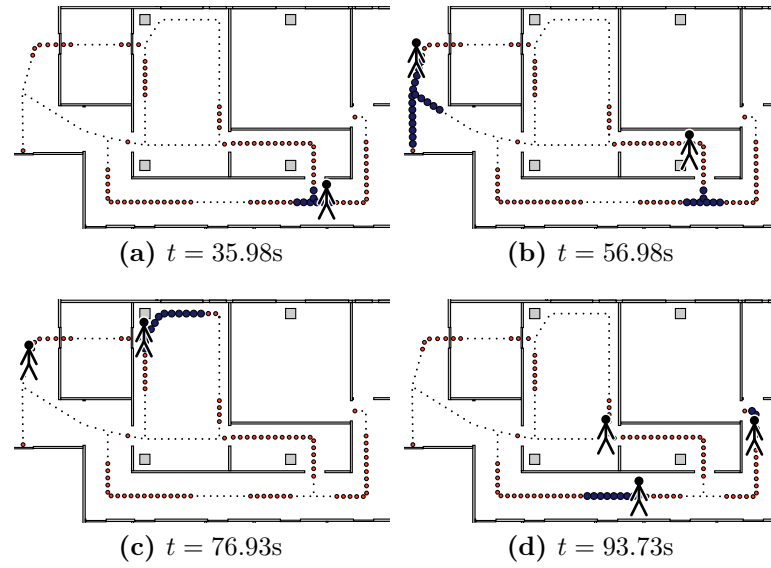 (a) t = 35.98s
(b) t = 56.98s
(c) t = 76.93s
(d) t = 93.73s